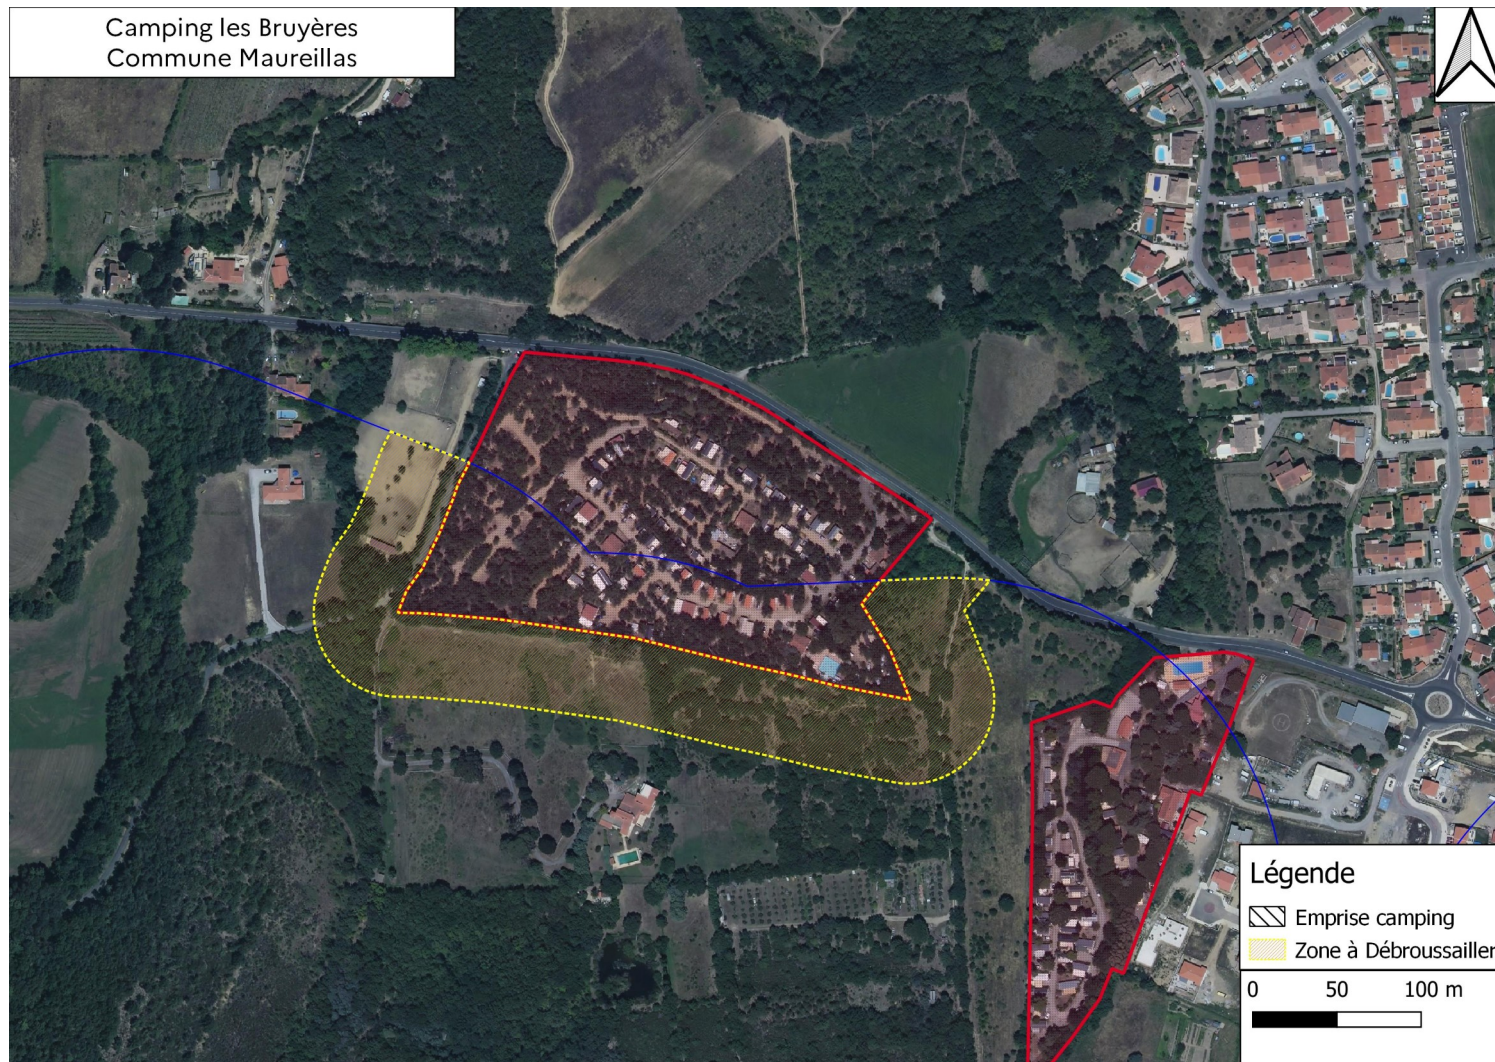 Camping les Bruyères
Commune Maureillas
Légende
Emprise camping
Zone à Débroussailler
0 50 100 m